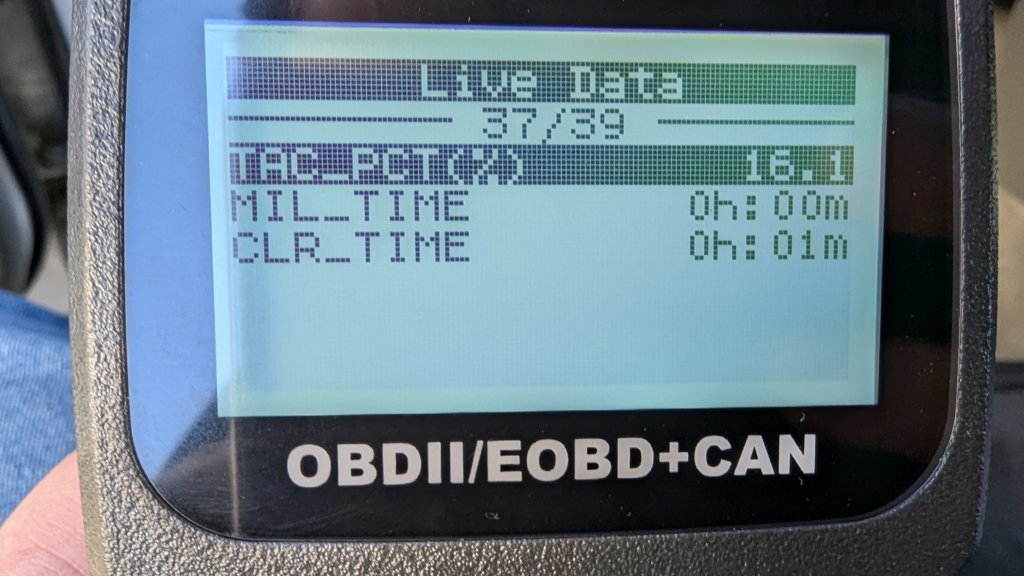 Live Data
37/39
TAC_PCT(%) 16.1
MIL_TIME 0h:00m
CLR_TIME 0h:01m
OBDII/EOBD+CAN